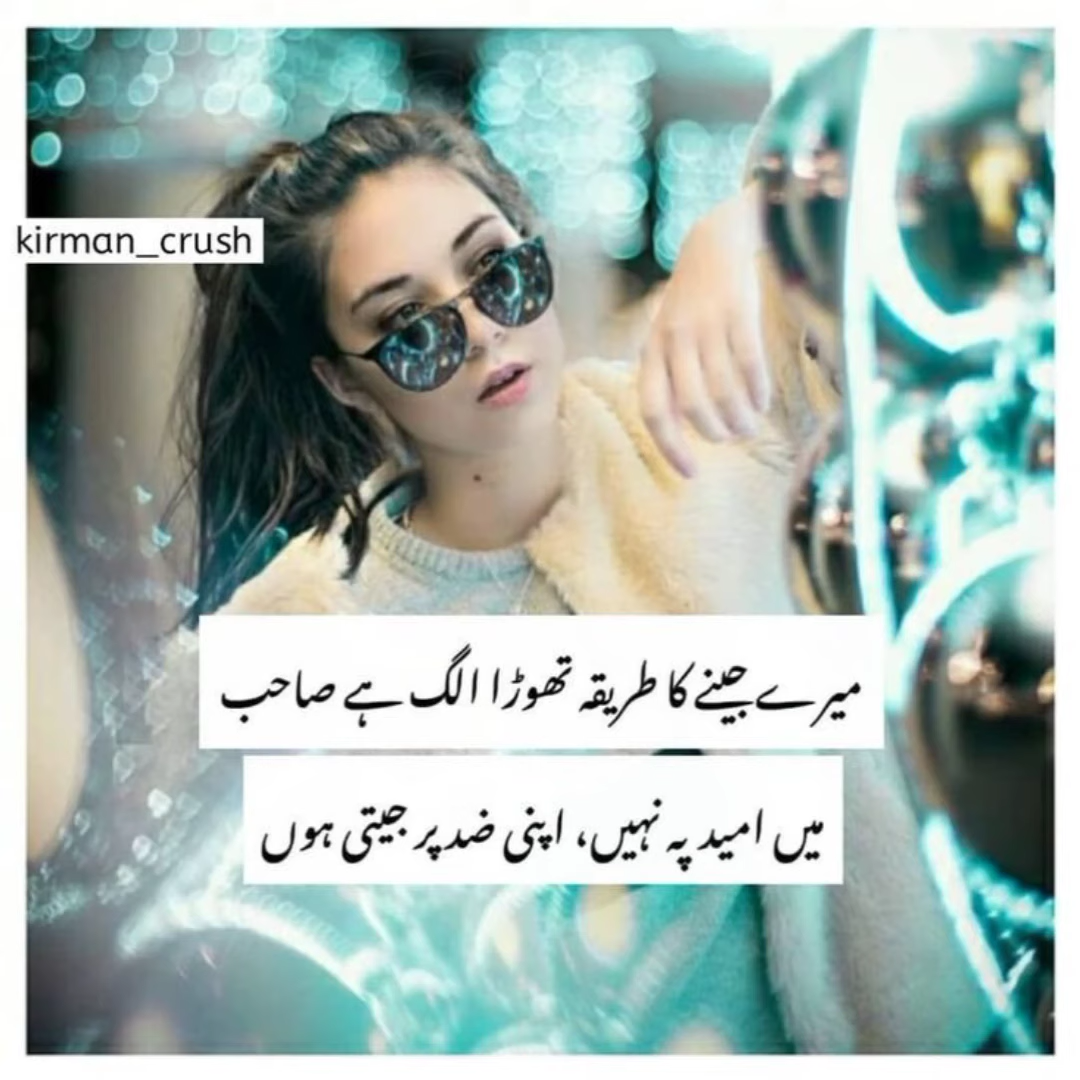 kirman_crush
میرے جینے کا طریقہ تھوڑا الگ ہے صاحب
میں امید پہ نہیں، اپنی ضد پر جیتی ہوں